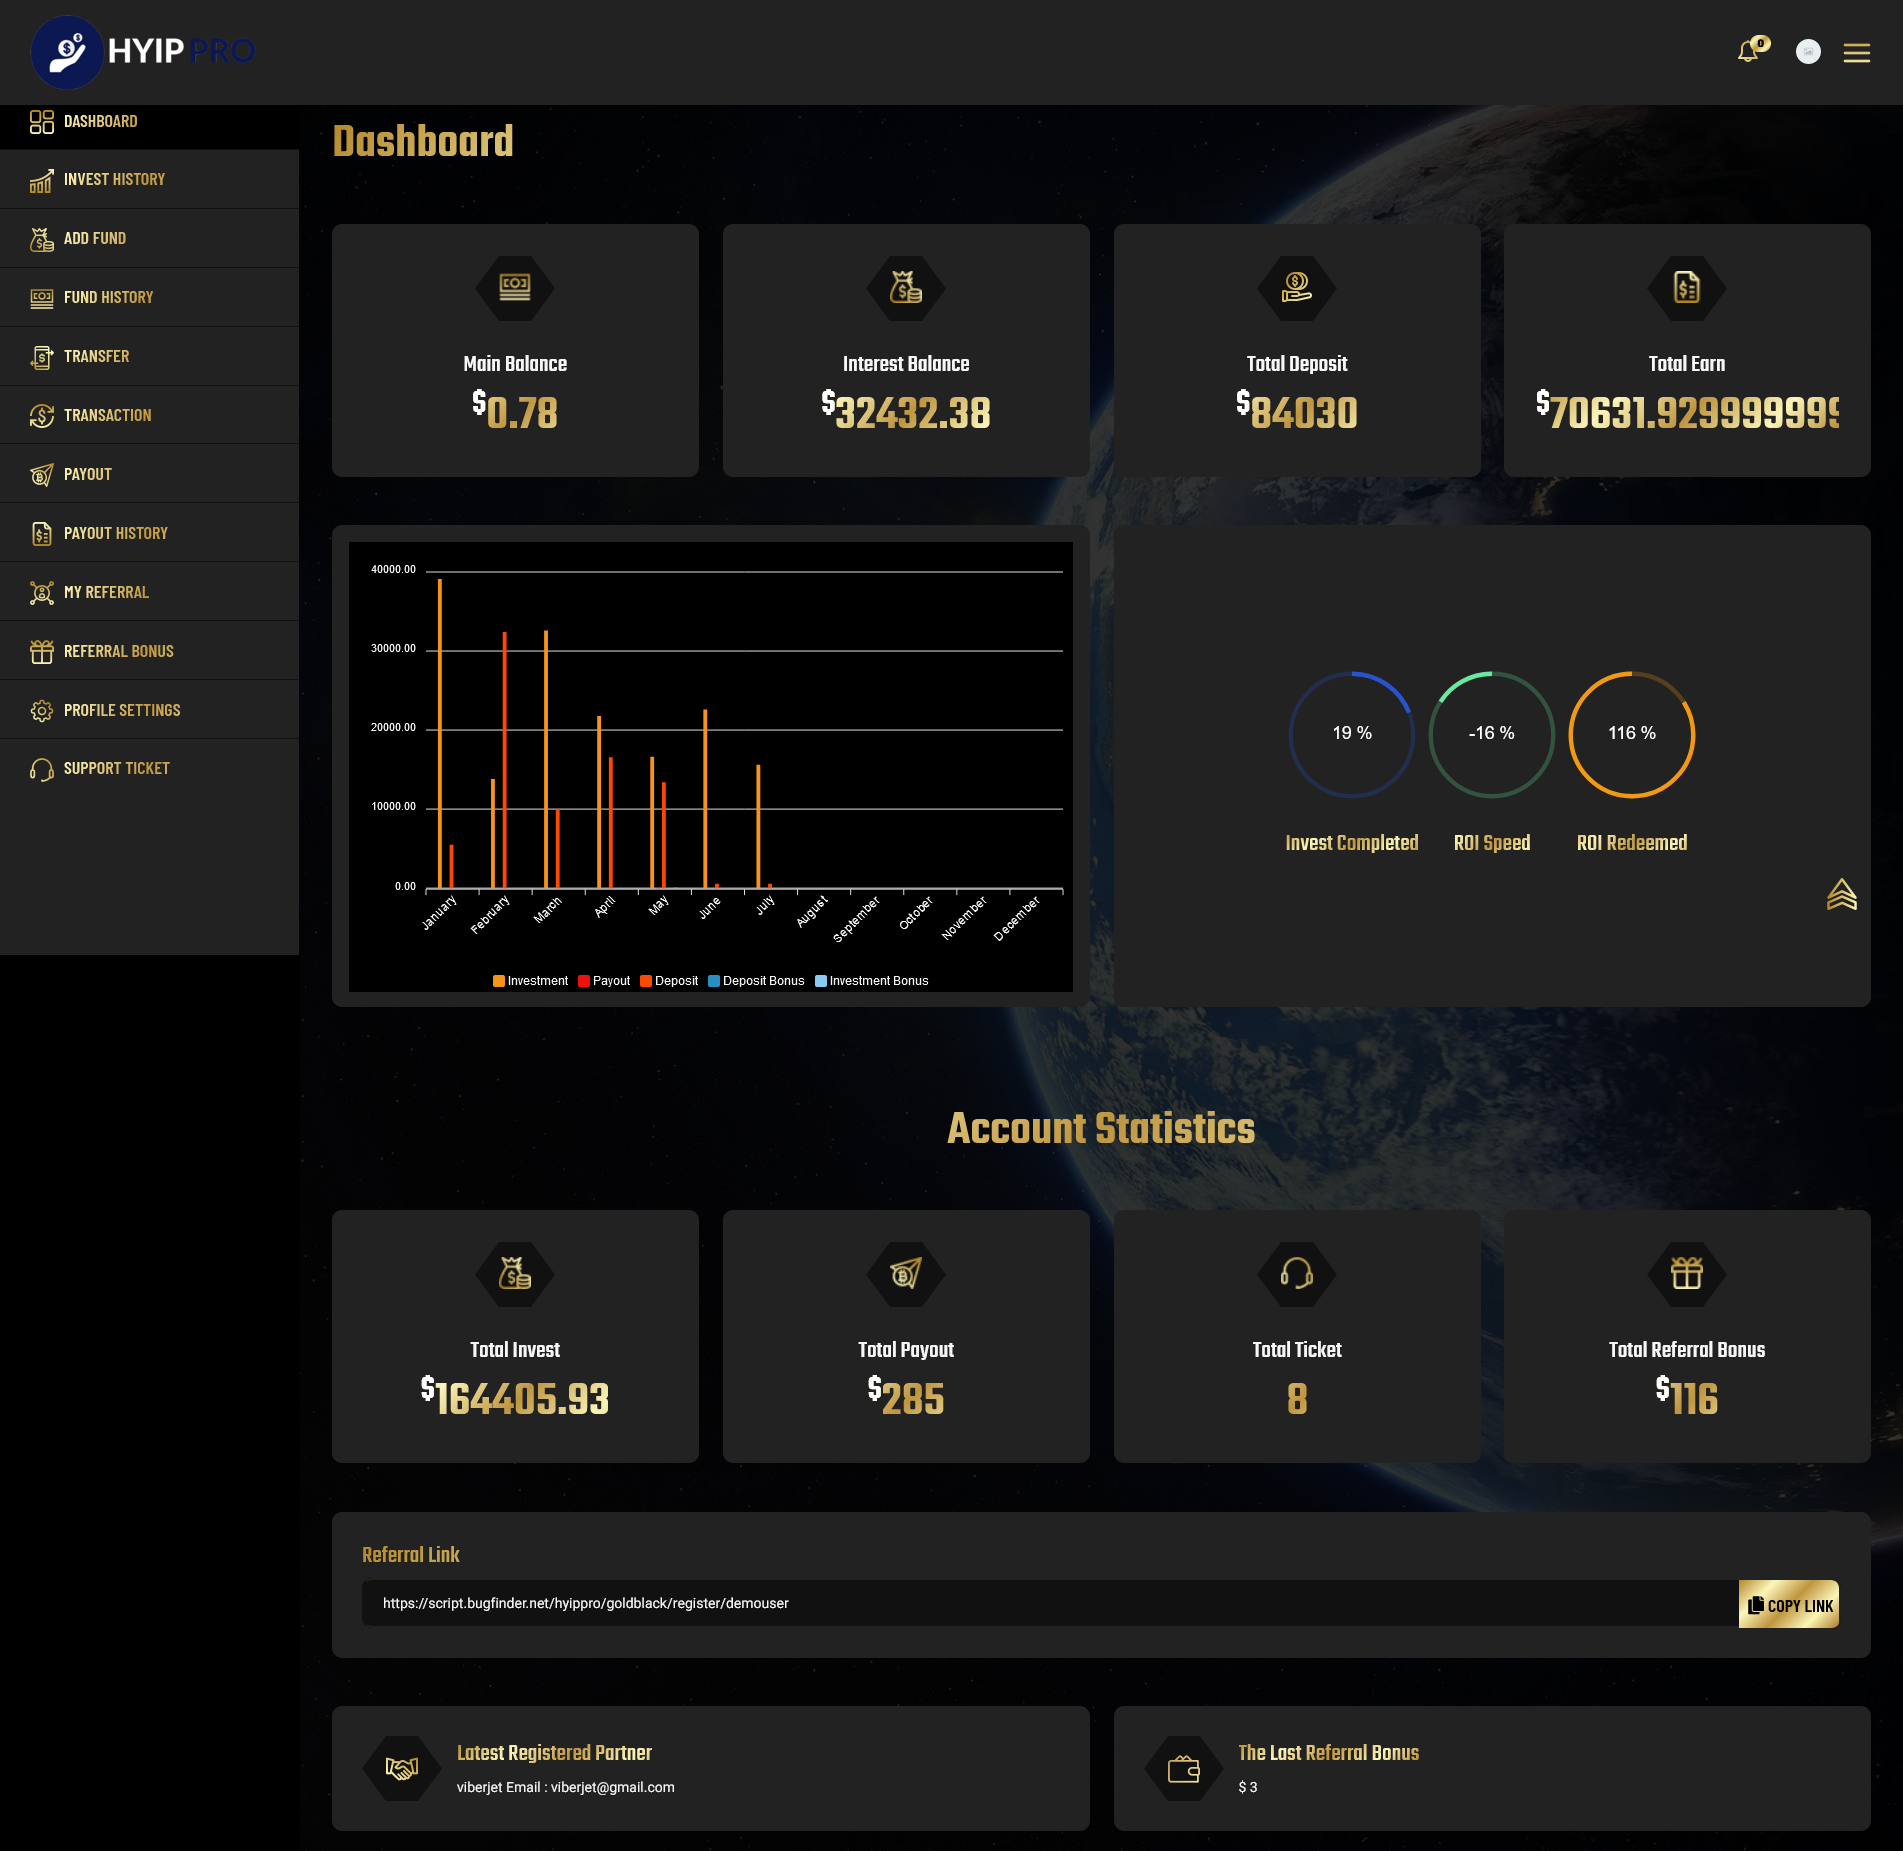 HYIP PRO
0
DASHBOARD
INVEST HISTORY
ADD FUND
FUND HISTORY
TRANSFER
TRANSACTION
PAYOUT
PAYOUT HISTORY
MY REFERRAL
REFERRAL BONUS
PROFILE SETTINGS
SUPPORT TICKET
Dashboard
Main Balance
$0.78
Interest Balance
$32432.38
Total Deposit
$84030
Total Earn
$70631.929999999
40000.00
30000.00
20000.00
10000.00
0.00
January
February
March
April
May
June
July
August
September
October
November
December
Investment Payout Deposit Deposit Bonus Investment Bonus
19 %
-16 %
116 %
Invest Completed
ROI Speed
ROI Redeemed
Account Statistics
Total Invest
$164405.93
Total Payout
$285
Total Ticket
8
Total Referral Bonus
$116
Referral Link
https://script.bugfinder.net/hyippro/goldblack/register/demouser
COPY LINK
Latest Registered Partner
viberjet Email : viberjet@gmail.com
The Last Referral Bonus
$ 3